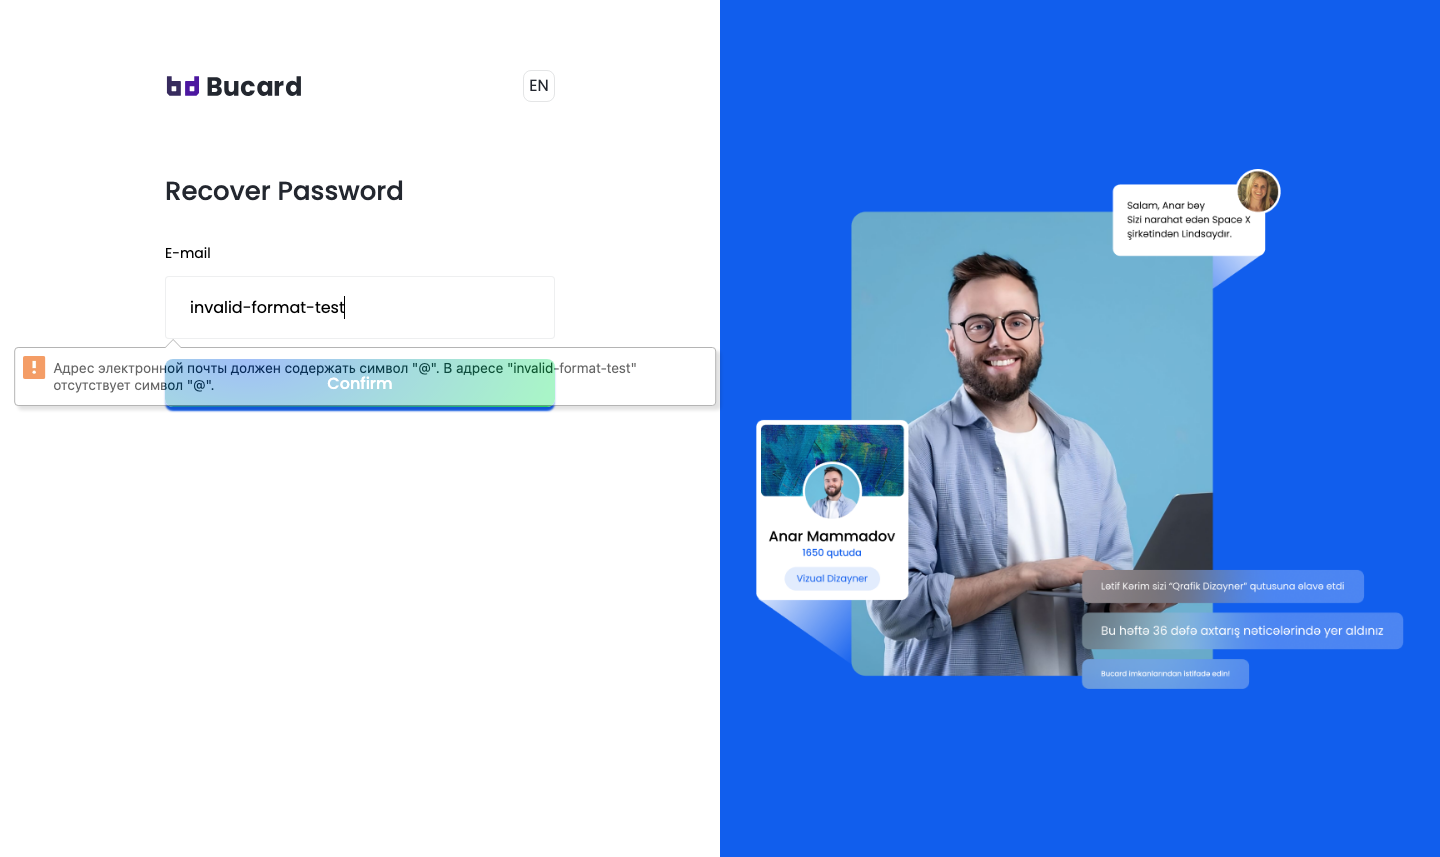 Bucard
EN
Recover Password
E-mail
invalid-format-test
Адрес электронной почты должен содержать символ "@". В адресе "invalid-format-test"
отсутствует символ "@".
Confirm
Salam, Anar bəy
Sizi narahat edən Space X
şirkətindən Lindsaydır.
Anar Mammadov
1650 qutuda
Vizual Dizayner
Lətif Kərim sizi “Qrafik Dizayner” qutusuna əlavə etdi
Bu həftə 36 dəfə axtarış nəticələrində yer aldınız
Bucard imkanlarından istifadə edin!